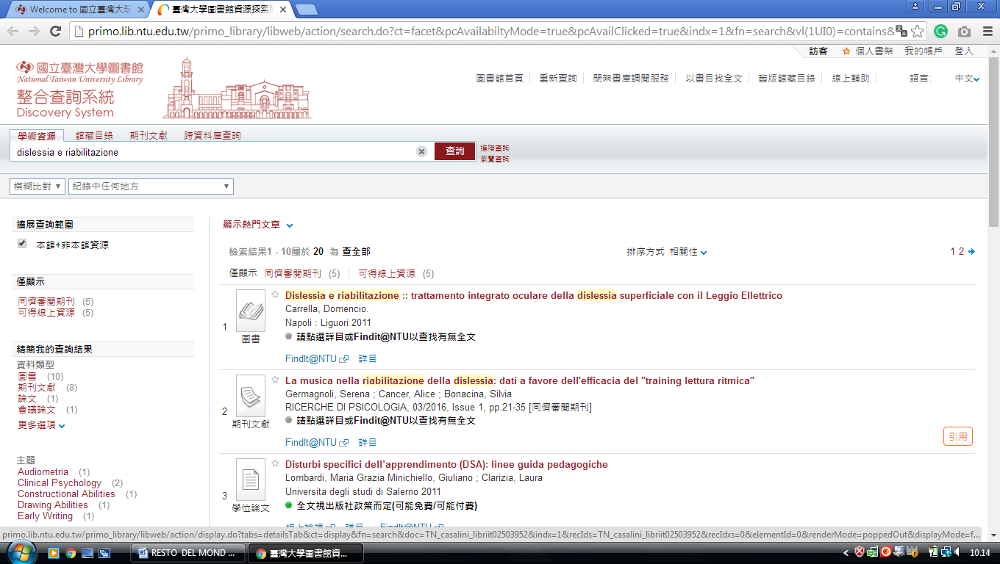 Welcome to 國立臺灣大學
臺灣大學圖書館資源探索服
primo.lib.ntu.edu.tw/primo_library/libweb/action/search.do?ct=facet&pcAvailabiltyMode=true&pcAvailClicked=true&indx=1&fn=search&vl(1UI0)=contains&
訪客 個人書架 我的帳戶 登入
國立臺灣大學圖書館
National Taiwan University Library
整合查詢系統
Discovery System
圖書館首頁 重新查詢 閉架書庫調閱服務 以書目找全文 舊版館藏目錄 線上輔助 語言: 中文
學術資源 館藏目錄 期刊文獻 跨資料庫查詢
dislessia e riabilitazione 查詢
進階查詢
瀏覽查詢
模糊比對 紀錄中任何地方
擴展查詢範圍
本館+非本館資源
僅顯示
同儕審閱期刊 (5)
可得線上資源 (5)
精簡我的查詢結果
資料類型
圖書 (10)
期刊文獻 (8)
論文 (1)
會議論文 (1)
更多選項
主題
Audiometria (1)
Clinical Psychology (2)
Constructional Abilities (1)
Drawing Abilities (1)
Early Writing (1)
顯示熱門文章
檢索結果1 - 10屬於 20 為 查全部
排序方式 相關性
1 2
僅顯示 同儕審閱期刊 (5) 可得線上資源 (5)
1
圖書
Dislessia e riabilitazione :: trattamento integrato oculare della dislessia superficiale con il Leggio Ellettrico
Carrella, Domencio.
Napoli : Liguori 2011
請點選詳目或Findit@NTU以查找有無全文
FindIt@NTU 詳目
2
期刊文獻
La musica nella riabilitazione della dislessia: dati a favore dell'efficacia del "training lettura ritmica"
Germagnoli, Serena ; Cancer, Alice ; Bonacina, Silvia
RICERCHE DI PSICOLOGIA, 03/2016, Issue 1, pp.21-35 [同儕審閱期刊]
請點選詳目或Findit@NTU以查找有無全文
FindIt@NTU 詳目
引用
3
學位論文
Disturbi specifici dell'apprendimento (DSA): linee guida pedagogiche
Lombardi, Maria Grazia Minichiello, Giuliano ; Clarizia, Laura
Universita degli studi di Salerno 2011
全文視出版社政策而定(可能免費/可能付費)
線上檢視 詳目 FindIt@NTU
primo.lib.ntu.edu.tw/primo_library/libweb/action/display.do?tabs=detailsTab&ct=display&fn=search&doc=TN_casalini_libriit02503952&indx=1&recIds=TN_casalini_libriit02503952&recIdxs=0&elementId=0&renderMode=poppedOut&displayMode=f...
RESTO DEL MOND ...
臺灣大學圖書館資...
10.14